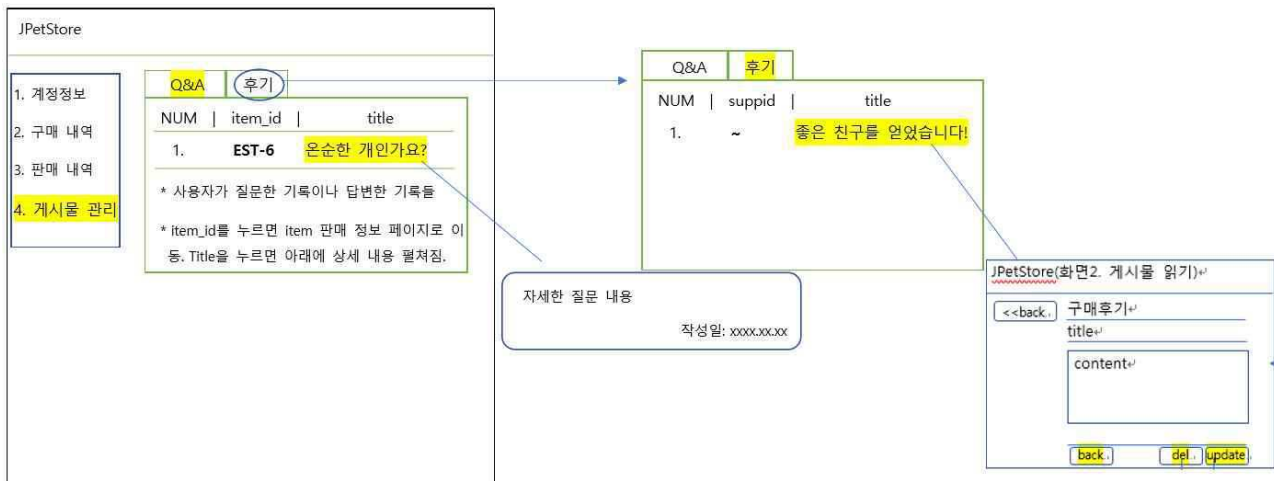 JPetStore
1. 계정정보
2. 구매 내역
3. 판매 내역
4. 게시물 관리
Q&A 후기
NUM | item_id | title
1. EST-6 온순한 개인가요?
* 사용자가 질문한 기록이나 답변한 기록들
* item_id를 누르면 item 판매 정보 페이지로 이
동. Title을 누르면 아래에 상세 내용 펼쳐짐.
자세한 질문 내용
작성일: xxxx.xx.xx
Q&A 후기
NUM | suppid | title
1. ~ 좋은 친구를 얻었습니다!
JPetStore(화면2. 게시물 읽기)
<<back 구매후기
title
content
back del update